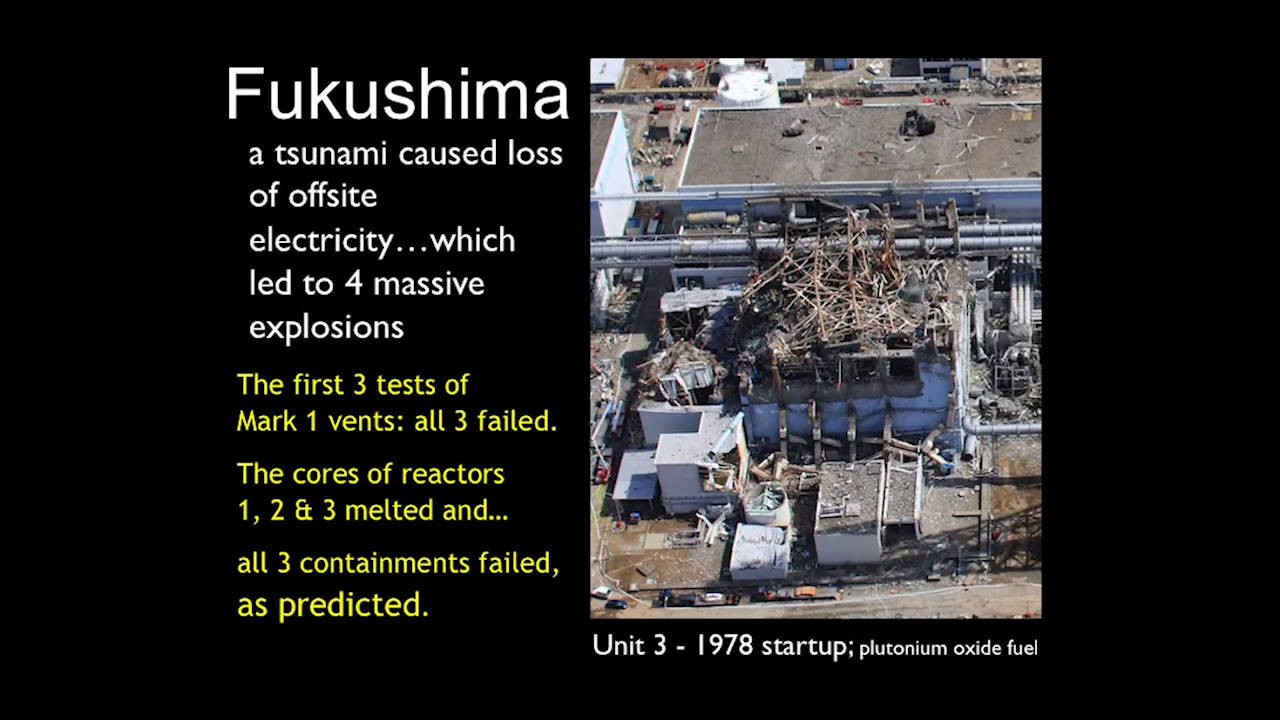 Fukushima
a tsunami caused loss
of offsite
electricity…which
led to 4 massive
explosions
The first 3 tests of
Mark 1 vents: all 3 failed.
The cores of reactors
1, 2 & 3 melted and...
all 3 containments failed,
as predicted.
Unit 3 - 1978 startup; plutonium oxide fuel